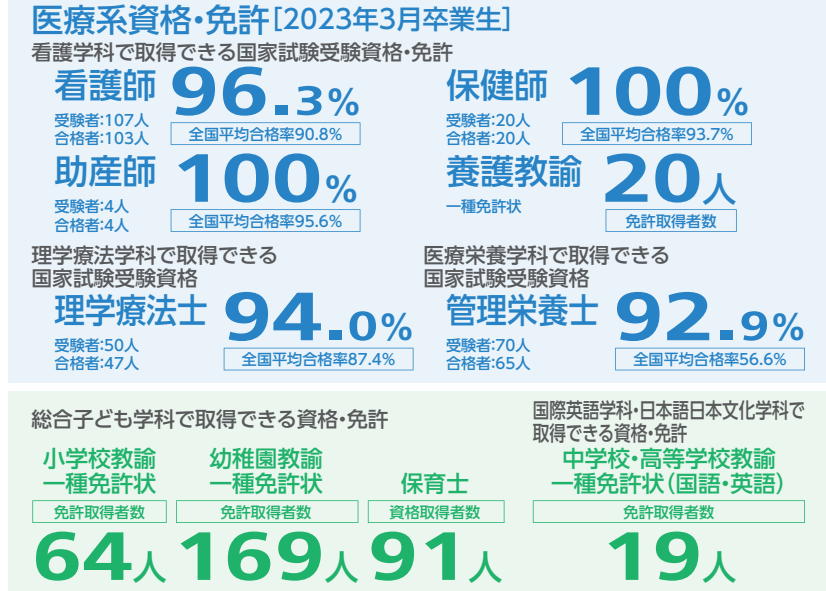 医療系資格・免許[2023年3月卒業生]
看護学科で取得できる国家試験受験資格・免許
看護師 96.3%
受験者:107人
合格者:103人
全国平均合格率90.8%
保健師 100%
受験者:20人
合格者:20人
全国平均合格率93.7%
助産師 100%
受験者:4人
合格者:4人
全国平均合格率95.6%
養護教諭 20人
一種免許状
免許取得者数
理学療法学科で取得できる
国家試験受験資格
理学療法士 94.0%
受験者:50人
合格者:47人
全国平均合格率87.4%
医療栄養学科で取得できる
国家試験受験資格
管理栄養士 92.9%
受験者:70人
合格者:65人
全国平均合格率56.6%
総合子ども学科で取得できる資格・免許
小学校教諭
一種免許状
免許取得者数
64人
幼稚園教諭
一種免許状
免許取得者数
169人
保育士
資格取得者数
91人
国際英語学科・日本語日本文化学科で
取得できる資格・免許
中学校・高等学校教諭
一種免許状(国語・英語)
免許取得者数
19人